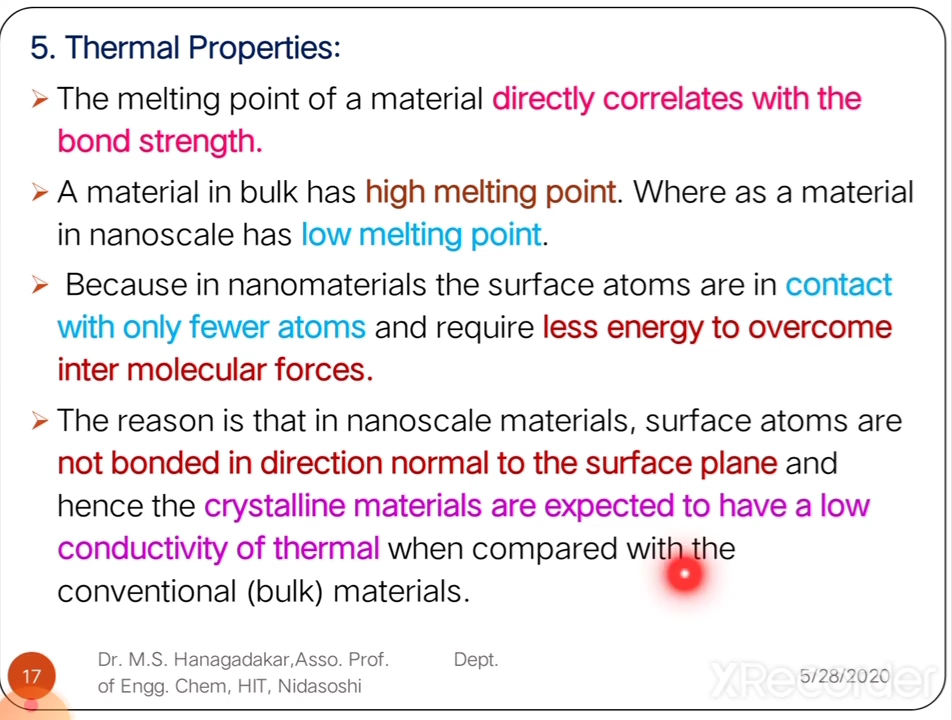 5. Thermal Properties:
➢ The melting point of a material directly correlates with the
bond strength.
➢ A material in bulk has high melting point. Where as a material
in nanoscale has low melting point.
➢ Because in nanomaterials the surface atoms are in contact
with only fewer atoms and require less energy to overcome
inter molecular forces.
➢ The reason is that in nanoscale materials, surface atoms are
not bonded in direction normal to the surface plane and
hence the crystalline materials are expected to have a low
conductivity of thermal when compared with the
conventional (bulk) materials.
17
Dr. M.S. Hanagadakar,Asso. Prof. Dept.
of Engg. Chem, HIT, Nidasoshi
5/28/2020
XRecorder